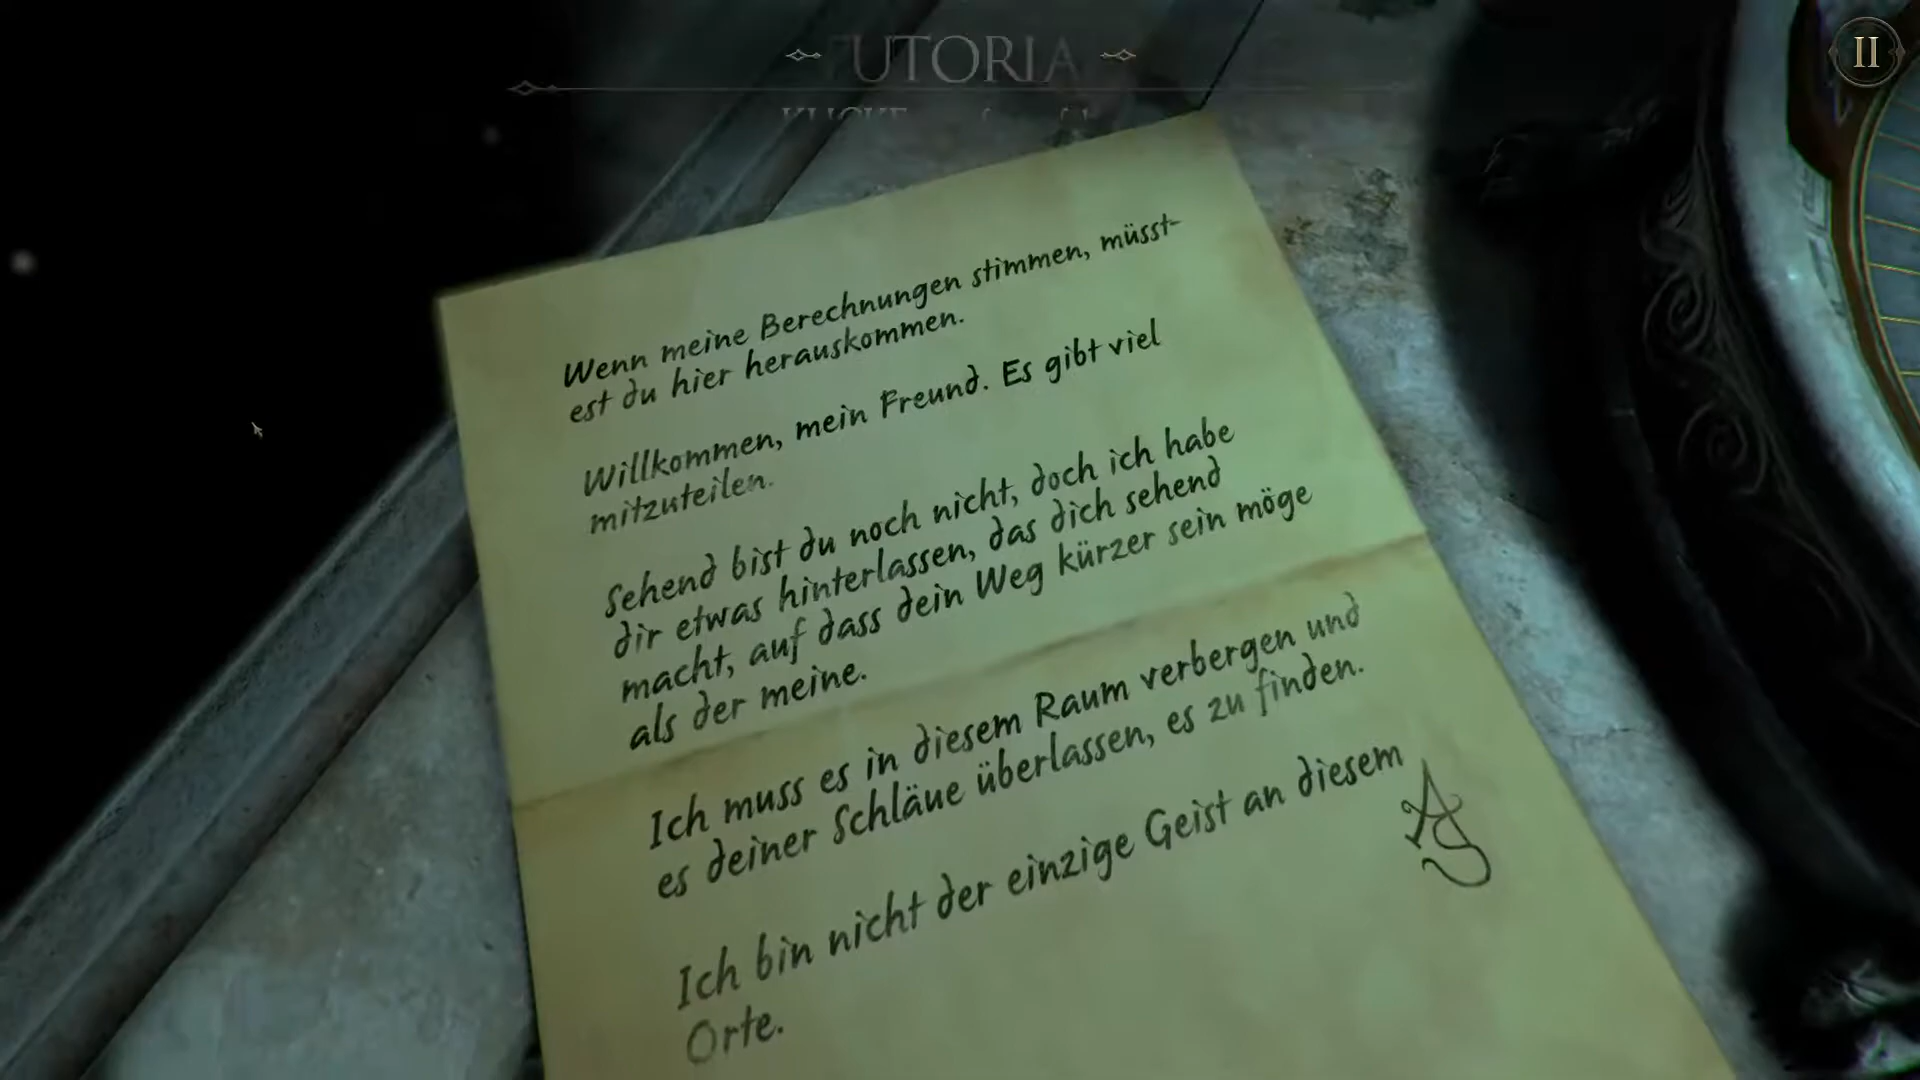 TUTORIA
KLICKE
Wenn meine Berechnungen stimmen, müsst-
est du hier herauskommen.
Willkommen, mein Freund. Es gibt viel
mitzuteilen.
Sehend bist du noch nicht, doch ich habe
dir etwas hinterlassen, das dich sehend
macht, auf dass dein Weg kürzer sein möge
als der meine.
Ich muss es in diesem Raum verbergen und
es deiner Schläue überlassen, es zu finden.
Ich bin nicht der einzige Geist an diesem
Orte.
AS